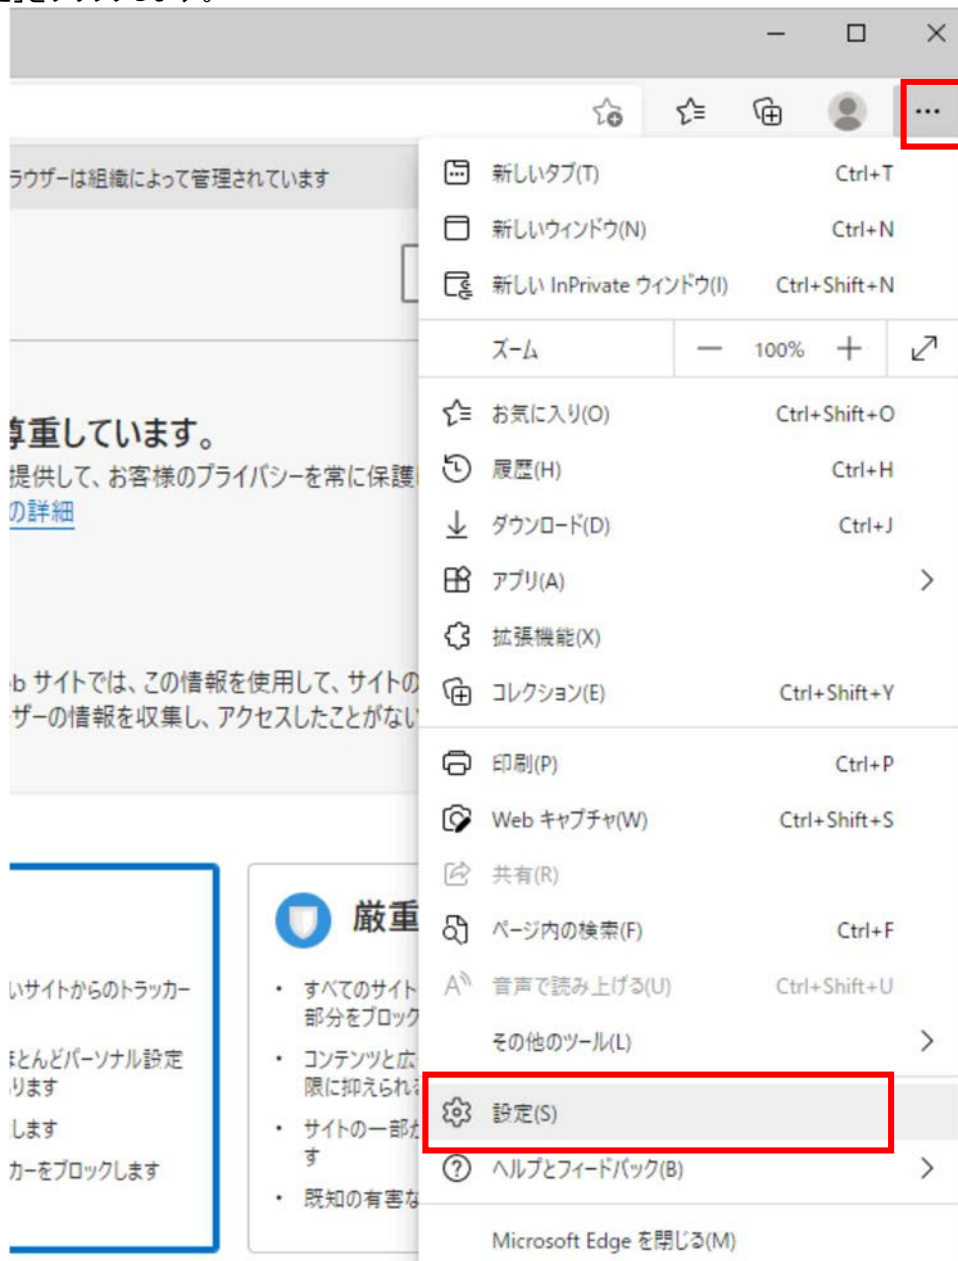 をクリックします。
ラウザーは組織によって管理されています
尊重しています。
提供して、お客様のプライバシーを常に保護
の詳細
b サイトでは、この情報を使用して、サイトの
ザーの情報を収集し、アクセスしたことがない
いサイトからのトラッカー
ほとんどパーソナル設定
ります
します
カーをブロックします
厳重
• すべてのサイト
部分をブロック
• コンテンツと広
限に抑えられ
• サイトの一部が
す
• 既知の有害な
新しいタブ(T) Ctrl+T
新しいウィンドウ(N) Ctrl+N
新しい InPrivate ウィンドウ(I) Ctrl+Shift+N
ズーム 100%
お気に入り(O) Ctrl+Shift+O
履歴(H) Ctrl+H
ダウンロード(D) Ctrl+J
アプリ(A)
拡張機能(X)
コレクション(E) Ctrl+Shift+Y
印刷(P) Ctrl+P
Web キャプチャ(W) Ctrl+Shift+S
共有(R)
ページ内の検索(F) Ctrl+F
音声で読み上げる(U) Ctrl+Shift+U
その他のツール(L)
設定(S)
ヘルプとフィードバック(B)
Microsoft Edge を閉じる(M)